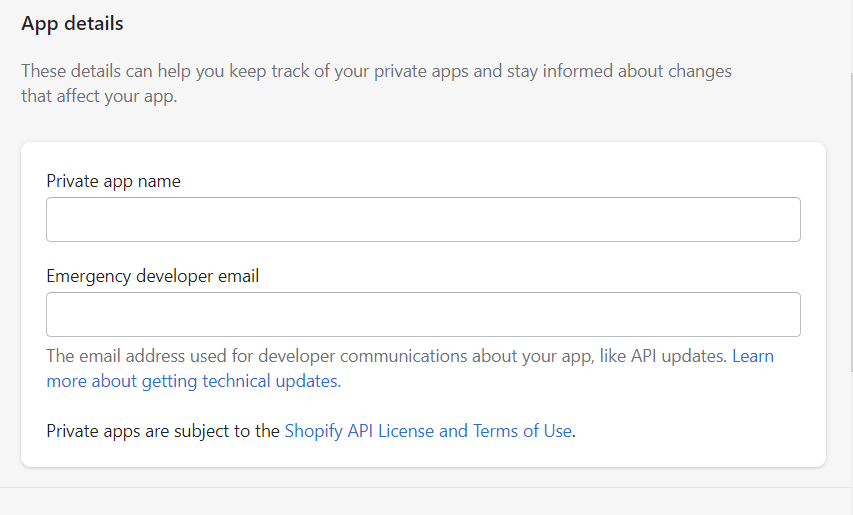 App details
These details can help you keep track of your private apps and stay informed about changes
that affect your app.
Private app name
Emergency developer email
The email address used for developer communications about your app, like API updates. Learn
more about getting technical updates.
Private apps are subject to the Shopify API License and Terms of Use.